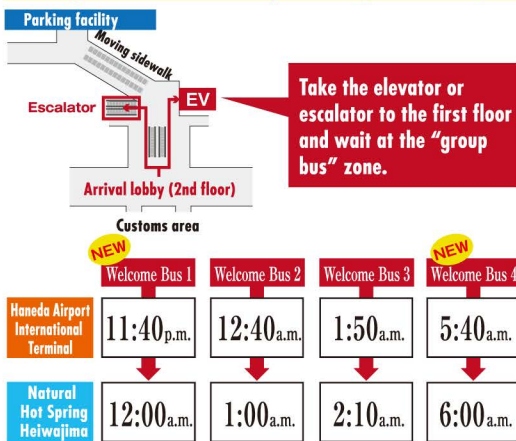 Parking facility
Moving sidewalk
Escalator
EV
Take the elevator or
escalator to the first floor
and wait at the “group
bus” zone.
Arrival lobby (2nd floor)
Customs area
NEW
NEW
Welcome Bus 1
Welcome Bus 2
Welcome Bus 3
Welcome Bus 4
Haneda Airport
International
Terminal
11:40p.m.
12:40a.m.
1:50a.m.
5:40a.m.
Natural
Hot Spring
Heiwajima
12:00a.m.
1:00a.m.
2:10a.m.
6:00a.m.